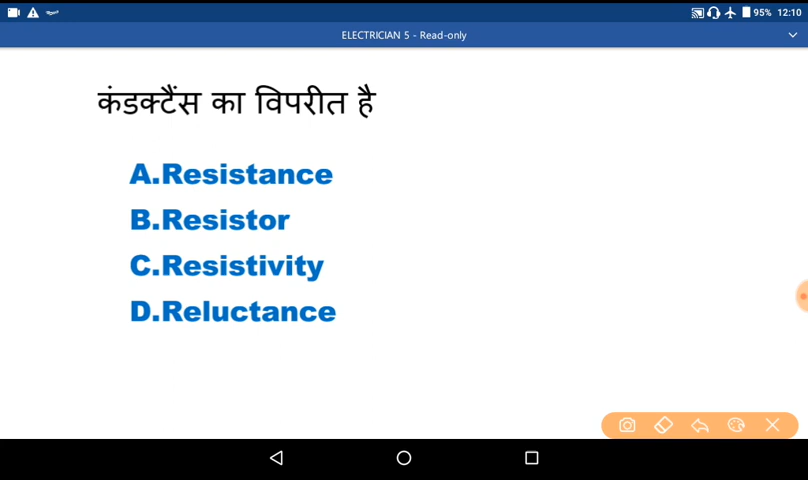 95% 12:10
ELECTRICIAN 5 - Read-only
कंडक्टैंस का विपरीत है
A.Resistance
B.Resistor
C.Resistivity
D.Reluctance